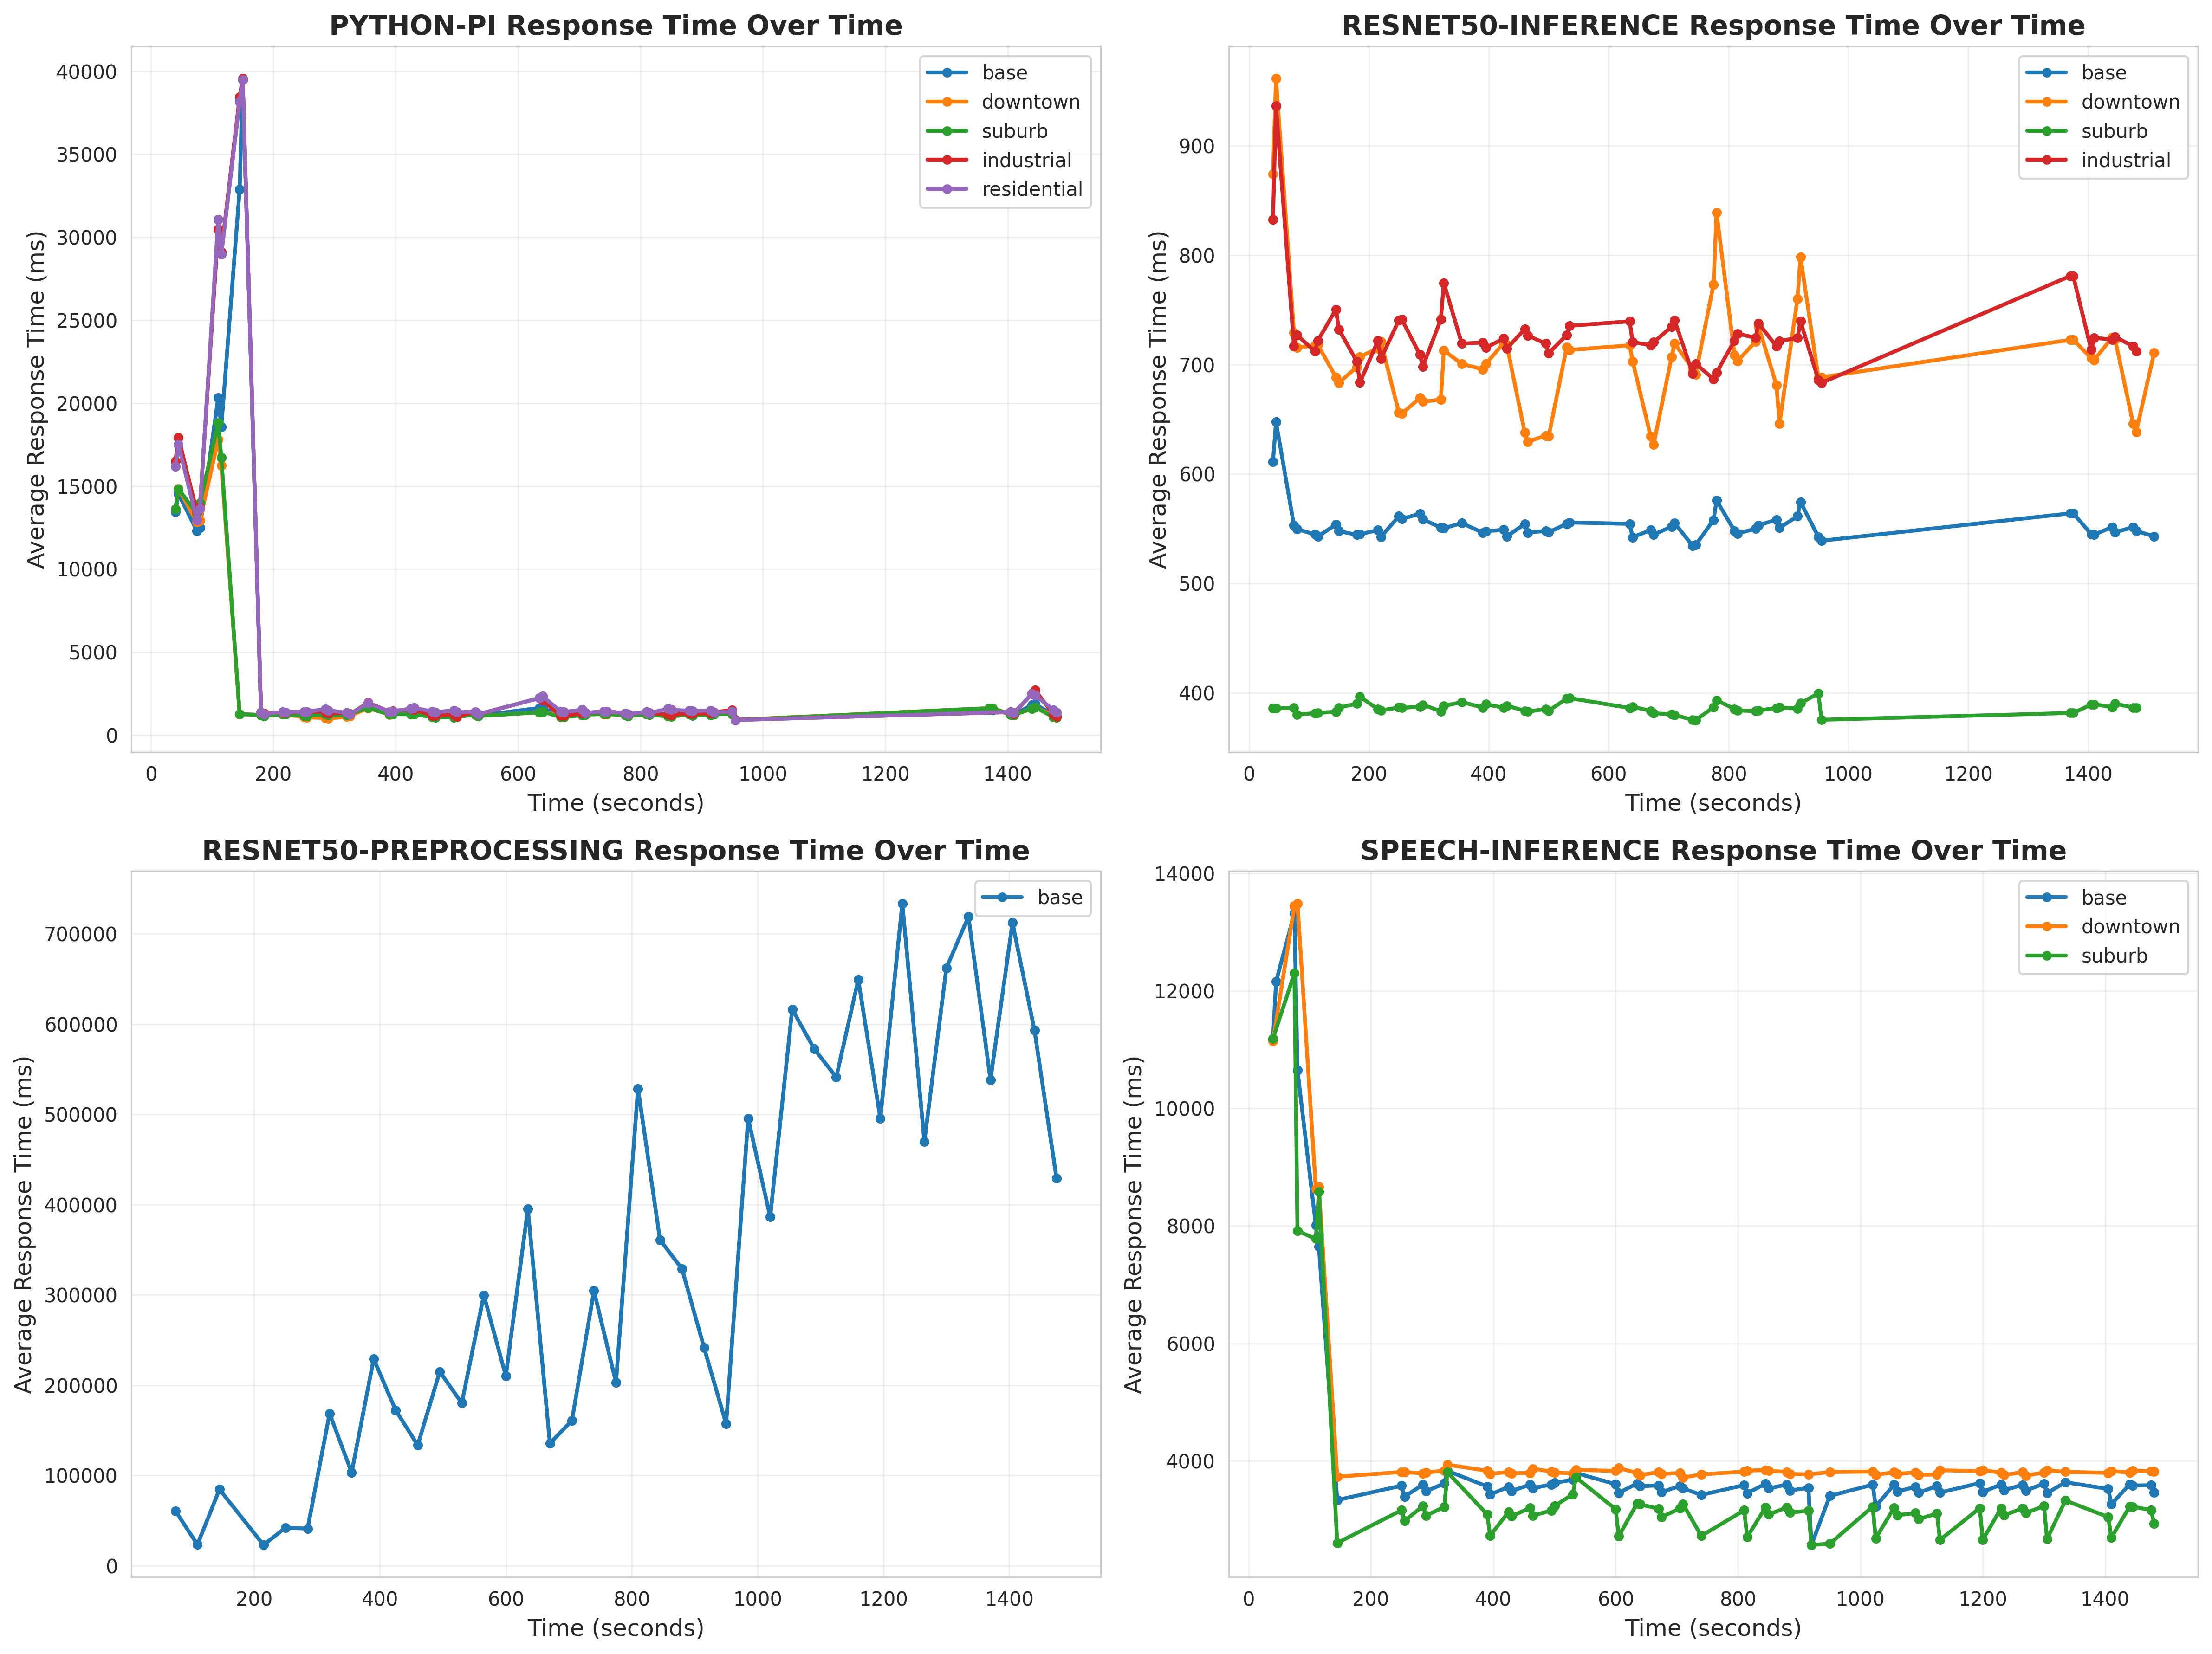 PYTHON-PI Response Time Over Time
Average Response Time (ms)
40000
35000
30000
25000
20000
15000
10000
5000
0
0 200 400 600 800 1000 1200 1400
Time (seconds)
base
downtown
suburb
industrial
residential
RESNET50-INFERENCE Response Time Over Time
Average Response Time (ms)
900
800
700
600
500
400
0 200 400 600 800 1000 1200 1400
Time (seconds)
base
downtown
suburb
industrial
RESNET50-PREPROCESSING Response Time Over Time
Average Response Time (ms)
700000
600000
500000
400000
300000
200000
100000
0
200 400 600 800 1000 1200 1400
Time (seconds)
base
SPEECH-INFERENCE Response Time Over Time
Average Response Time (ms)
14000
12000
10000
8000
6000
4000
0 200 400 600 800 1000 1200 1400
Time (seconds)
base
downtown
suburb